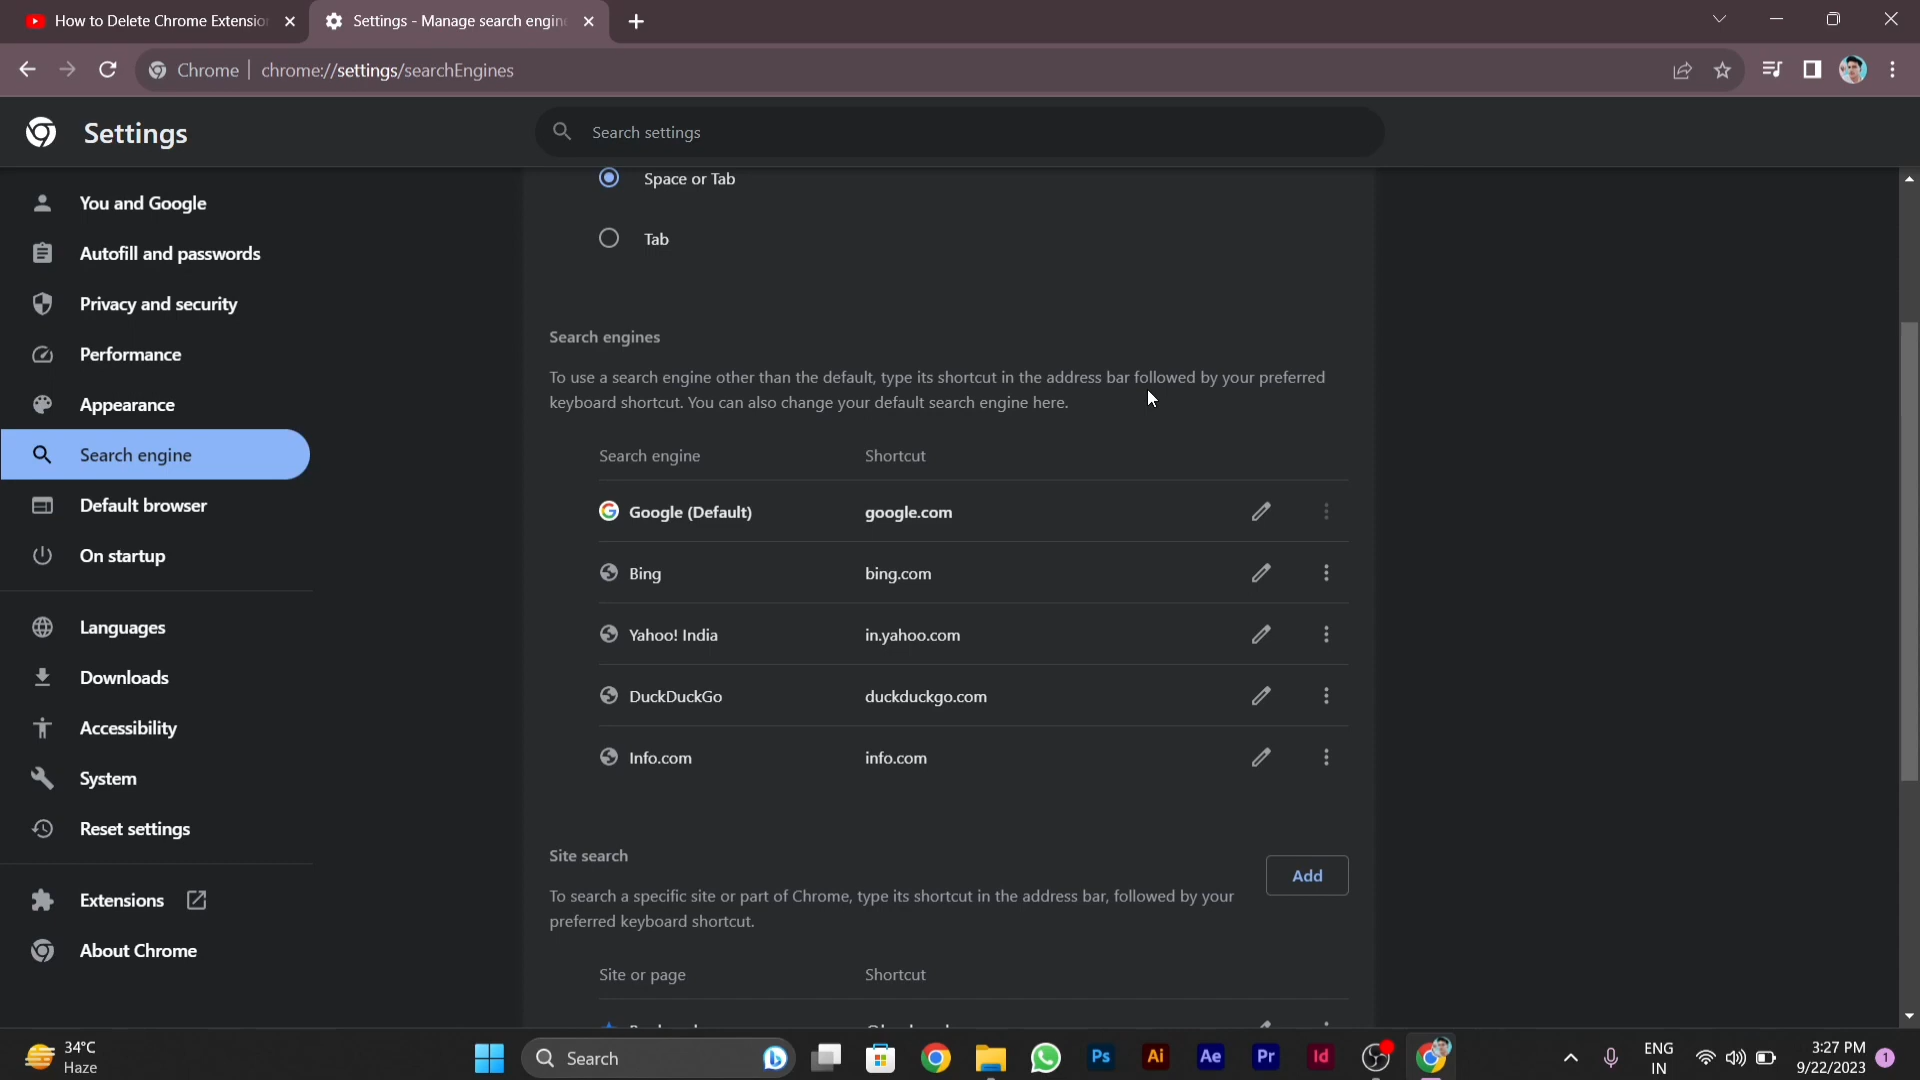 How to Delete Chrome Extensio
Settings - Manage search engin
Chrome
chrome://settings/searchEngines
Settings
Search settings
You and Google
Autofill and passwords
Privacy and security
Performance
Appearance
Search engine
Default browser
On startup
Languages
Downloads
Accessibility
System
Reset settings
Extensions
About Chrome
Space or Tab
Tab
Search engines
To use a search engine other than the default, type its shortcut in the address bar followed by your preferred
keyboard shortcut. You can also change your default search engine here.
Search engine Shortcut
Google (Default) google.com
Bing bing.com
Yahoo! India in.yahoo.com
DuckDuckGo duckduckgo.com
Info.com info.com
Site search
Add
To search a specific site or part of Chrome, type its shortcut in the address bar, followed by your
preferred keyboard shortcut.
Site or page Shortcut
34°C
Haze
Search
Ps
Ai
Ae
Pr
Id
ENG
IN
3:27 PM
9/22/2023
1